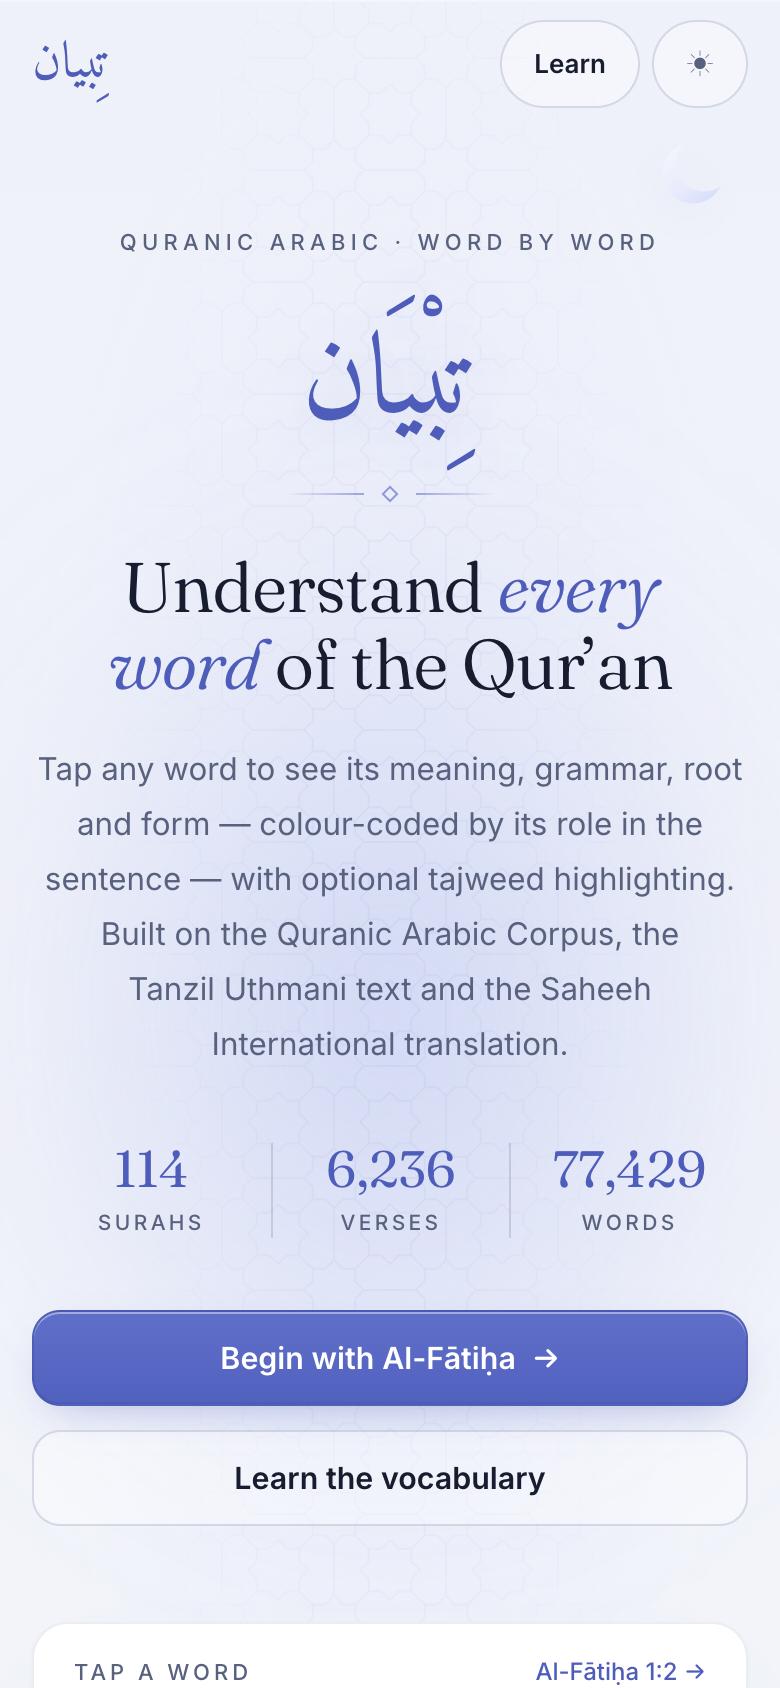 تِبيان
Learn
QURANIC ARABIC · WORD BY WORD
تِبْيَان
Understand every
word of the Qur’an
Tap any word to see its meaning, grammar, root
and form — colour-coded by its role in the
sentence — with optional tajweed highlighting.
Built on the Quranic Arabic Corpus, the
Tanzil Uthmani text and the Saheeh
International translation.
114 6,236 77,429
SURAHS VERSES WORDS
Begin with Al-Fātiḥa →
Learn the vocabulary
TAP A WORD Al-Fātiḥa 1:2 →